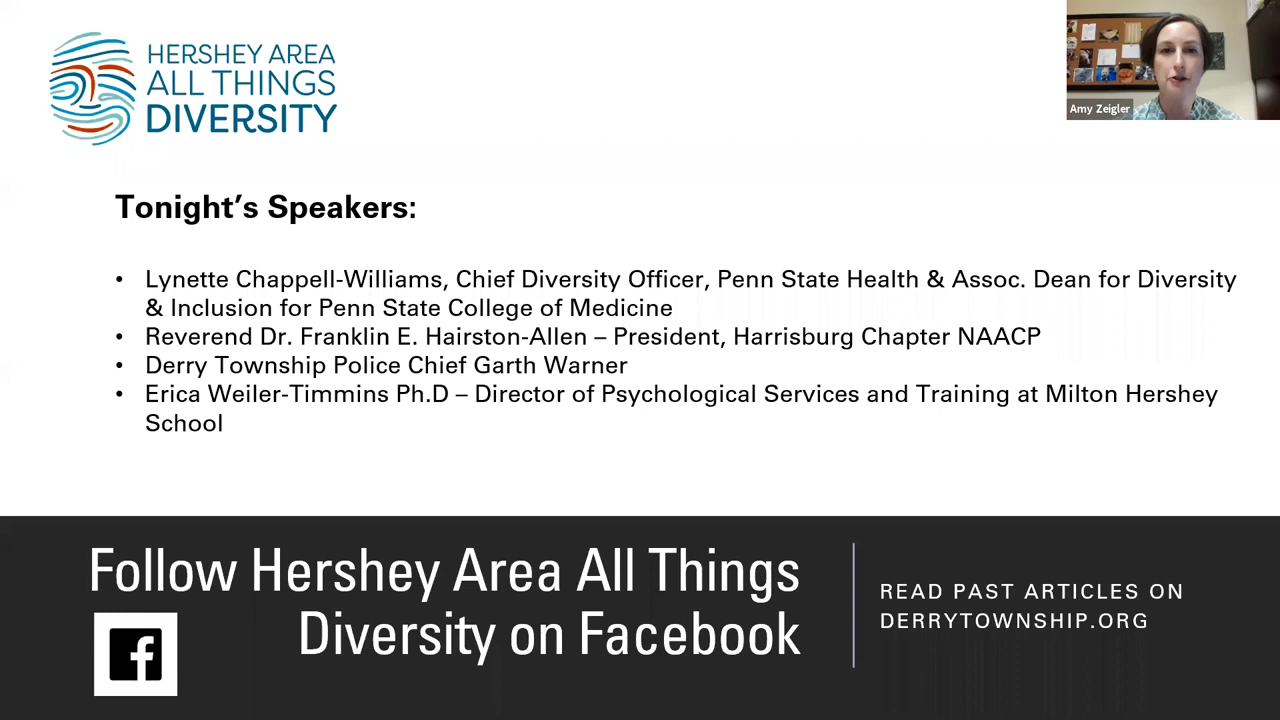 HERSHEY AREA
ALL THINGS
DIVERSITY
Amy Zeigler
Tonight’s Speakers:
• Lynette Chappell-Williams, Chief Diversity Officer, Penn State Health & Assoc. Dean for Diversity
& Inclusion for Penn State College of Medicine
• Reverend Dr. Franklin E. Hairston-Allen – President, Harrisburg Chapter NAACP
• Derry Township Police Chief Garth Warner
• Erica Weiler-Timmins Ph.D – Director of Psychological Services and Training at Milton Hershey
School
Follow Hershey Area All Things
Diversity on Facebook
READ PAST ARTICLES ON
DERRYTOWNSHIP.ORG